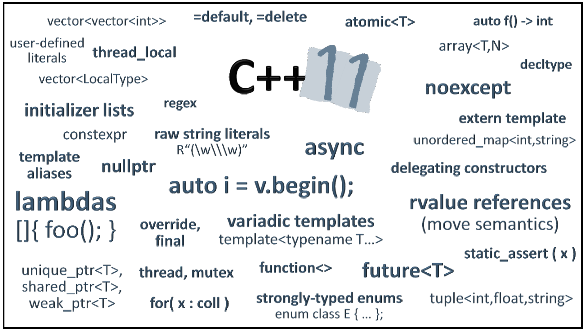 vector<vector<int>>
=default, =delete
atomic<T>
auto f() -> int
user-defined
literals
thread_local
vector<LocalType>
C++11
array<T,N>
decltype
noexcept
initializer lists
regex
constexpr
raw string literals
R"(\w\\\w)"
async
extern template
unordered_map<int,string>
template
aliases
nullptr
auto i = v.begin();
delegating constructors
lambdas
[]{ foo(); }
override,
final
variadic templates
template<typename T...>
rvalue references
(move semantics)
static_assert ( x )
unique_ptr<T>,
shared_ptr<T>,
weak_ptr<T>
thread, mutex
function<>
future<T>
for( x : coll )
strongly-typed enums
enum class E { ... };
tuple<int,float,string>